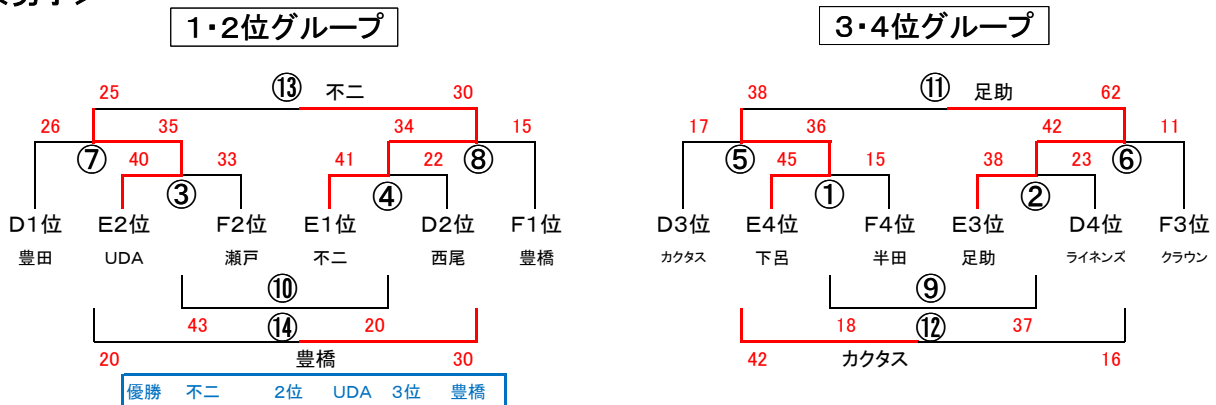 1・2位グループ 3・4位グループ
25 ⑬ 不二 30 38 ⑪ 足助 62
26 35 34 15 17 36 42 11
⑦ 40 33 41 22 ⑧ ⑤ 45 15 38 23 ⑥
③ ④ ① ②
D1位 E2位 F2位 E1位 D2位 F1位 D3位 E4位 F4位 E3位 D4位 F3位
豊田 UDA 瀬戸 不二 西尾 豊橋 カクタス 下呂 半田 足助 ライネンズ クラウン
⑩ ⑨
43 ⑭ 20 18 ⑫ 37
20 豊橋 30 42 カクタス 16
優勝 不二 2位 UDA 3位 豊橋